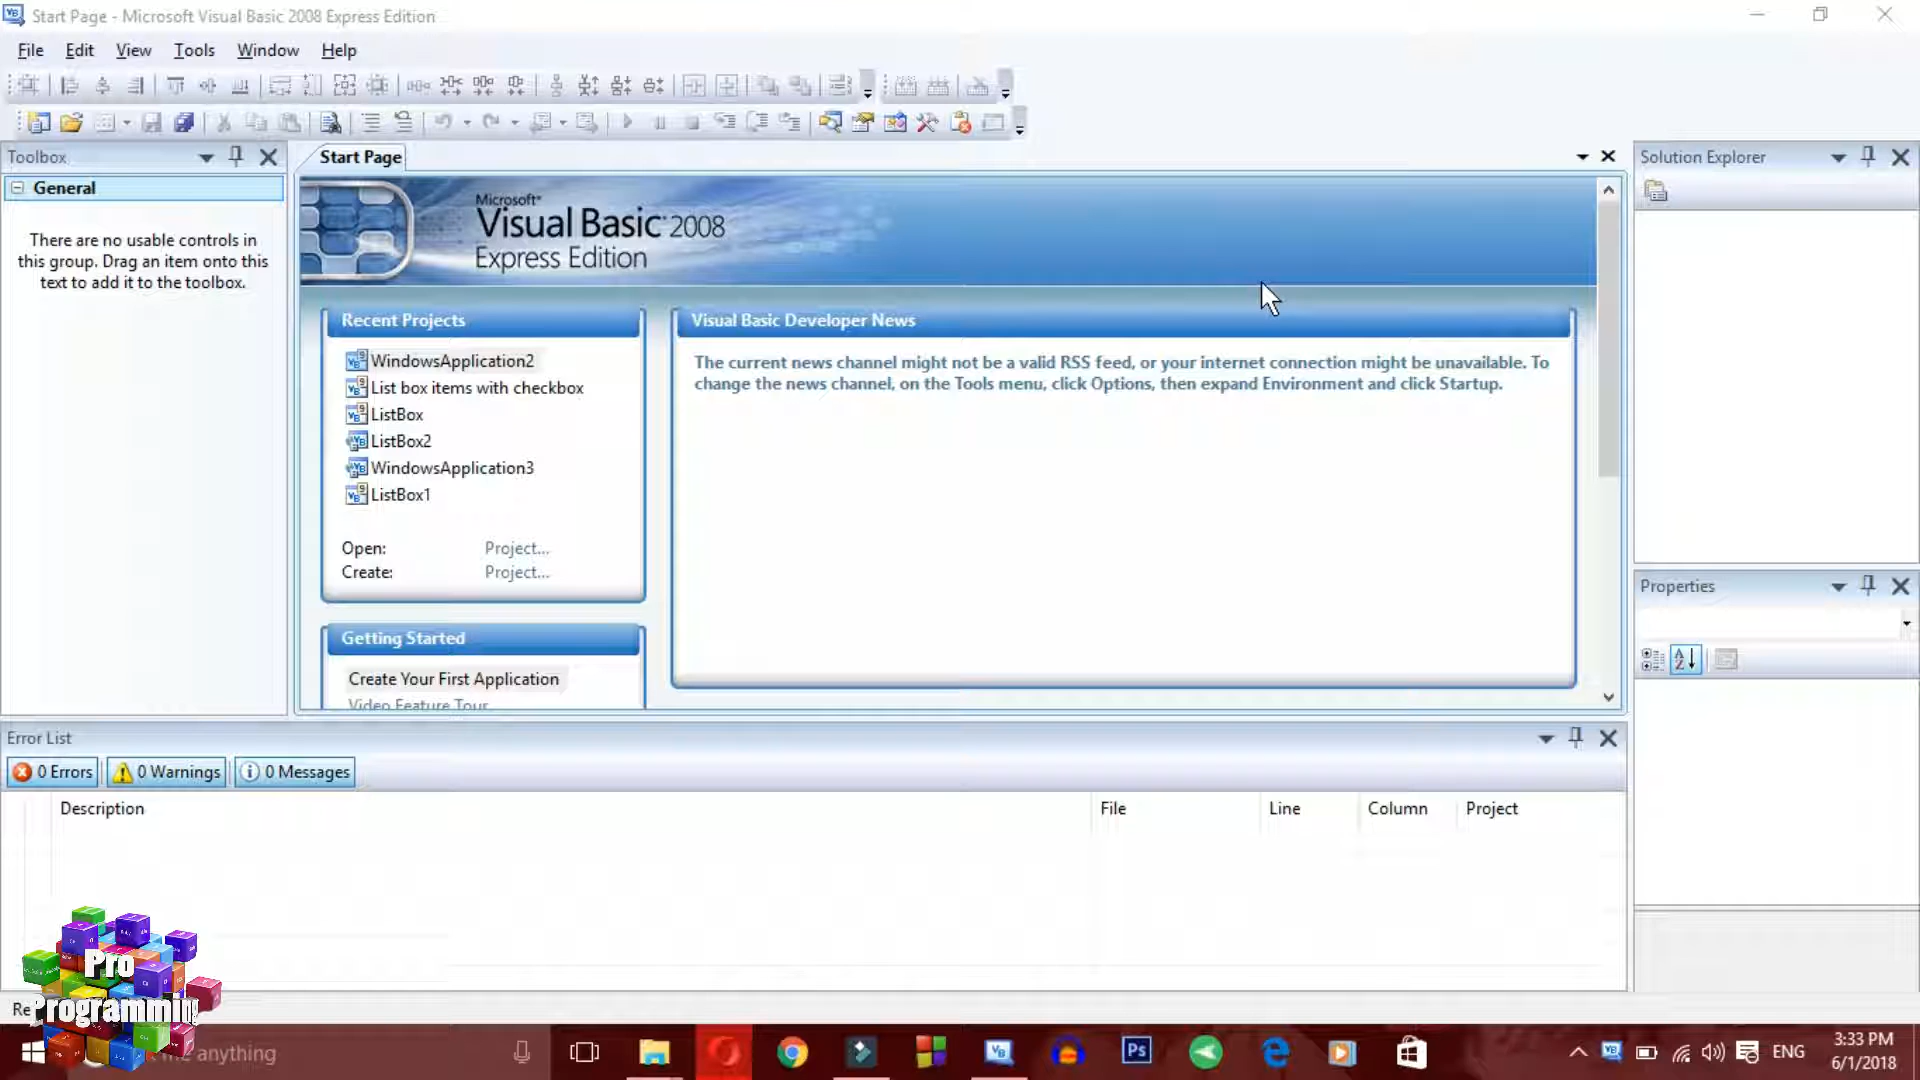 Start Page - Microsoft Visual Basic 2008 Express Edition
File Edit View Tools Window Help
Toolbox
General
There are no usable controls in
this group. Drag an item onto this
text to add it to the toolbox.
Start Page
Microsoft
Visual Basic 2008
Express Edition
Recent Projects
WindowsApplication2
List box items with checkbox
ListBox
ListBox2
WindowsApplication3
ListBox1
Open: Project...
Create: Project...
Getting Started
Create Your First Application
Video Feature Tour
Visual Basic Developer News
The current news channel might not be a valid RSS feed, or your internet connection might be unavailable. To
change the news channel, on the Tools menu, click Options, then expand Environment and click Startup.
Solution Explorer
Properties
Error List
0 Errors 0 Warnings 0 Messages
Description File Line Column Project
Pro
Programming
anything
Ps
ENG
3:33 PM
6/1/2018